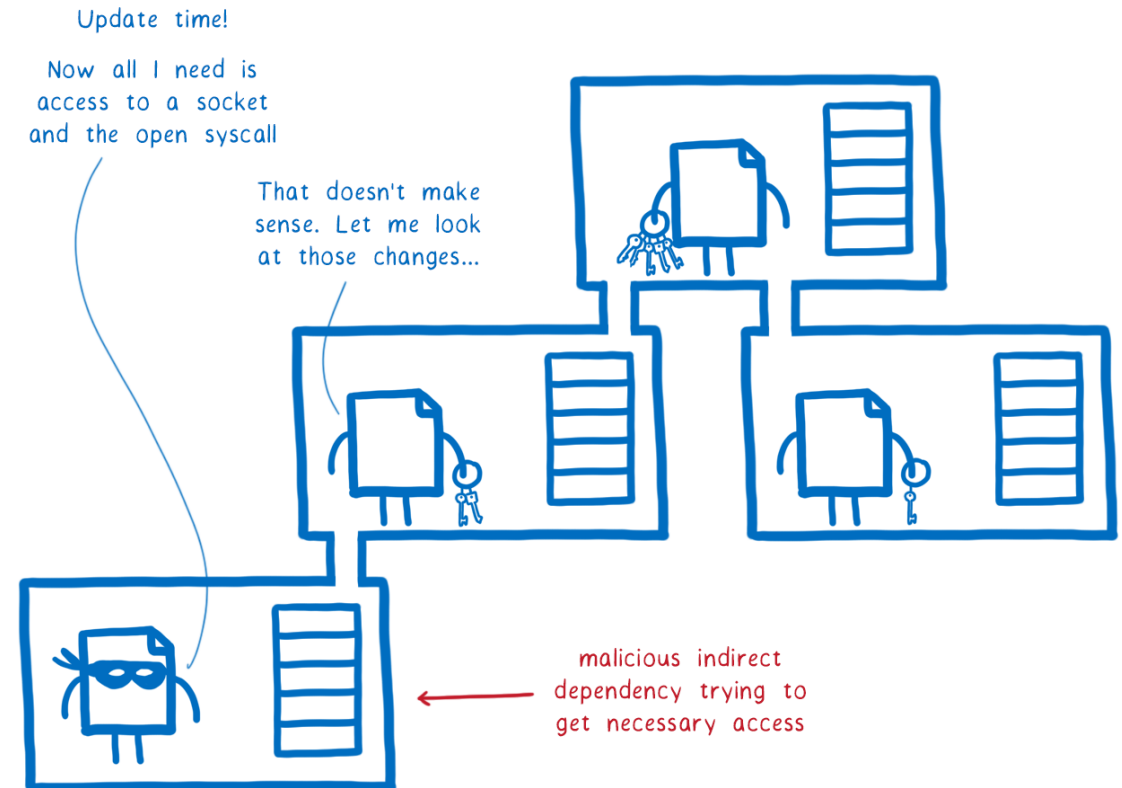 Update time!
Now all I need is
access to a socket
and the open syscall
That doesn't make
sense. Let me look
at those changes...
malicious indirect
dependency trying to
get necessary access